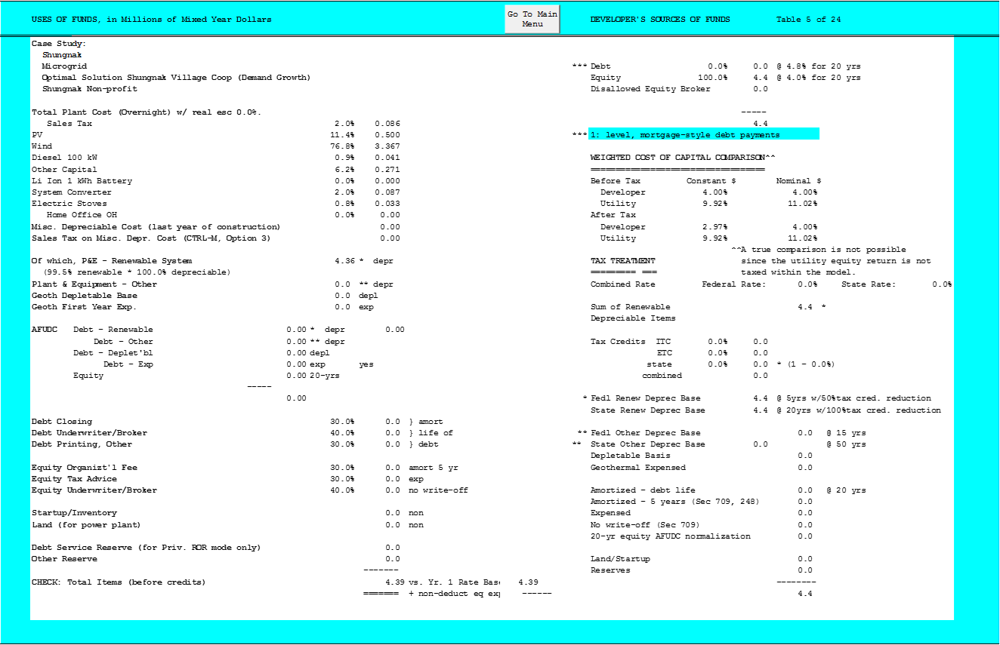 USES OF FUNDS, in Millions of Mixed Year Dollars
Go To Main
Menu
DEVELOPER'S SOURCES OF FUNDS Table 5 of 24
Case Study:
Shungnak
Microgrid
Optimal Solution Shungnak Village Coop (Demand Growth)
Shungnak Non-profit
Total Plant Cost (Overnight) w/ real esc 0.0%.
Sales Tax 2.0% 0.086
PV 11.4% 0.500
Wind 76.8% 3.367
Diesel 100 kW 0.9% 0.041
Other Capital 6.2% 0.271
Li Ion 1 kWh Battery 0.0% 0.000
System Converter 2.0% 0.087
Electric Stoves 0.8% 0.033
Home Office OH 0.0% 0.00
Misc. Depreciable Cost (last year of construction) 0.00
Sales Tax on Misc. Depr. Cost (CTRL-M, Option 3) 0.00
Of which, P&E - Renewable System 4.36 * depr
(99.5% renewable * 100.0% depreciable)
Plant & Equipment - Other 0.0 ** depr
Geoth Depletable Base 0.0 depl
Geoth First Year Exp. 0.0 exp
AFUDC Debt - Renewable 0.00 * depr 0.00
Debt - Other 0.00 ** depr
Debt - Deplet'bl 0.00 depl
Debt - Exp 0.00 exp yes
Equity 0.00 20-yrs
-----
0.00
Debt Closing 30.0% 0.0 } amort
Debt Underwriter/Broker 40.0% 0.0 } life of
Debt Printing, Other 30.0% 0.0 } debt
Equity Organizt'l Fee 30.0% 0.0 amort 5 yr
Equity Tax Advice 30.0% 0.0 exp
Equity Underwriter/Broker 40.0% 0.0 no write-off
Startup/Inventory 0.0 non
Land (for power plant) 0.0 non
Debt Service Reserve (for Priv. ROR mode only) 0.0
Other Reserve 0.0
-------
CHECK: Total Items (before credits) 4.39 vs. Yr. 1 Rate Bas 4.39
======= + non-deduct eq ex ------
*** Debt 0.0% 0.0 @ 4.8% for 20 yrs
Equity 100.0% 4.4 @ 4.0% for 20 yrs
Disallowed Equity Broker 0.0
-----
4.4
*** 1: level, mortgage-style debt payments
WEIGHTED COST OF CAPITAL COMPARISON^^
==================================
Before Tax Constant $ Nominal $
Developer 4.00% 4.00%
Utility 9.92% 11.02%
After Tax
Developer 2.97% 4.00%
Utility 9.92% 11.02%
^^A true comparison is not possible
TAX TREATMENT since the utility equity return is not
========= === taxed within the model.
Combined Rate Federal Rate: 0.0% State Rate: 0.0%
Sum of Renewable 4.4 *
Depreciable Items
Tax Credits ITC 0.0% 0.0
ETC 0.0% 0.0
state 0.0% 0.0 * (1 - 0.0%)
combined 0.0
* Fedl Renew Deprec Base 4.4 @ 5yrs w/50%tax cred. reduction
State Renew Deprec Base 4.4 @ 20yrs w/100%tax cred. reduction
** Fedl Other Deprec Base 0.0 @ 15 yrs
** State Other Deprec Base 0.0 @ 50 yrs
Depletable Basis 0.0
Geothermal Expensed 0.0
Amortized - debt life 0.0 @ 20 yrs
Amortized - 5 years (Sec 709, 248) 0.0
Expensed 0.0
No write-off (Sec 709) 0.0
20-yr equity AFUDC normalization 0.0
Land/Startup 0.0
Reserves 0.0
--------
4.4